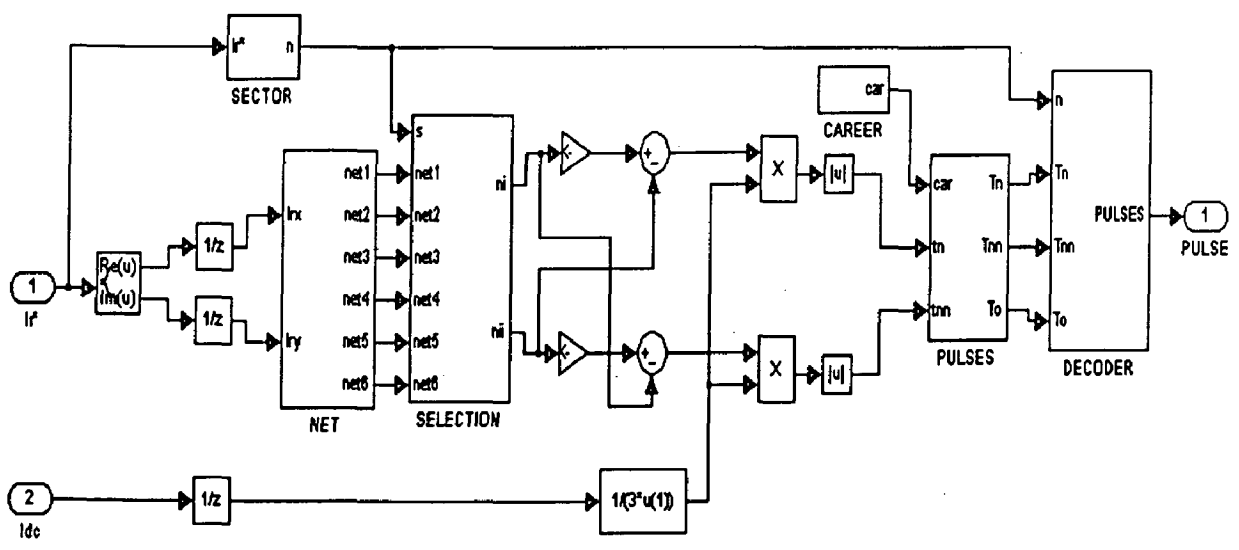 Ir*
n
SECTOR
car
CAREER
n
s
net1
net2
net3
net4
net5
net6
ni
nii
SELECTION
Irx
Iry
net1
net2
net3
net4
net5
net6
NET
1
Ir*
Re(u)
Im(u)
1/z
1/z
+
-
+
-
X
X
|u|
|u|
car
tn
tnn
Tn
Tnn
To
PULSES
Tn
Tnn
To
PULSES
DECODER
1
PULSE
2
Idc
1/z
1/(3*u(1))